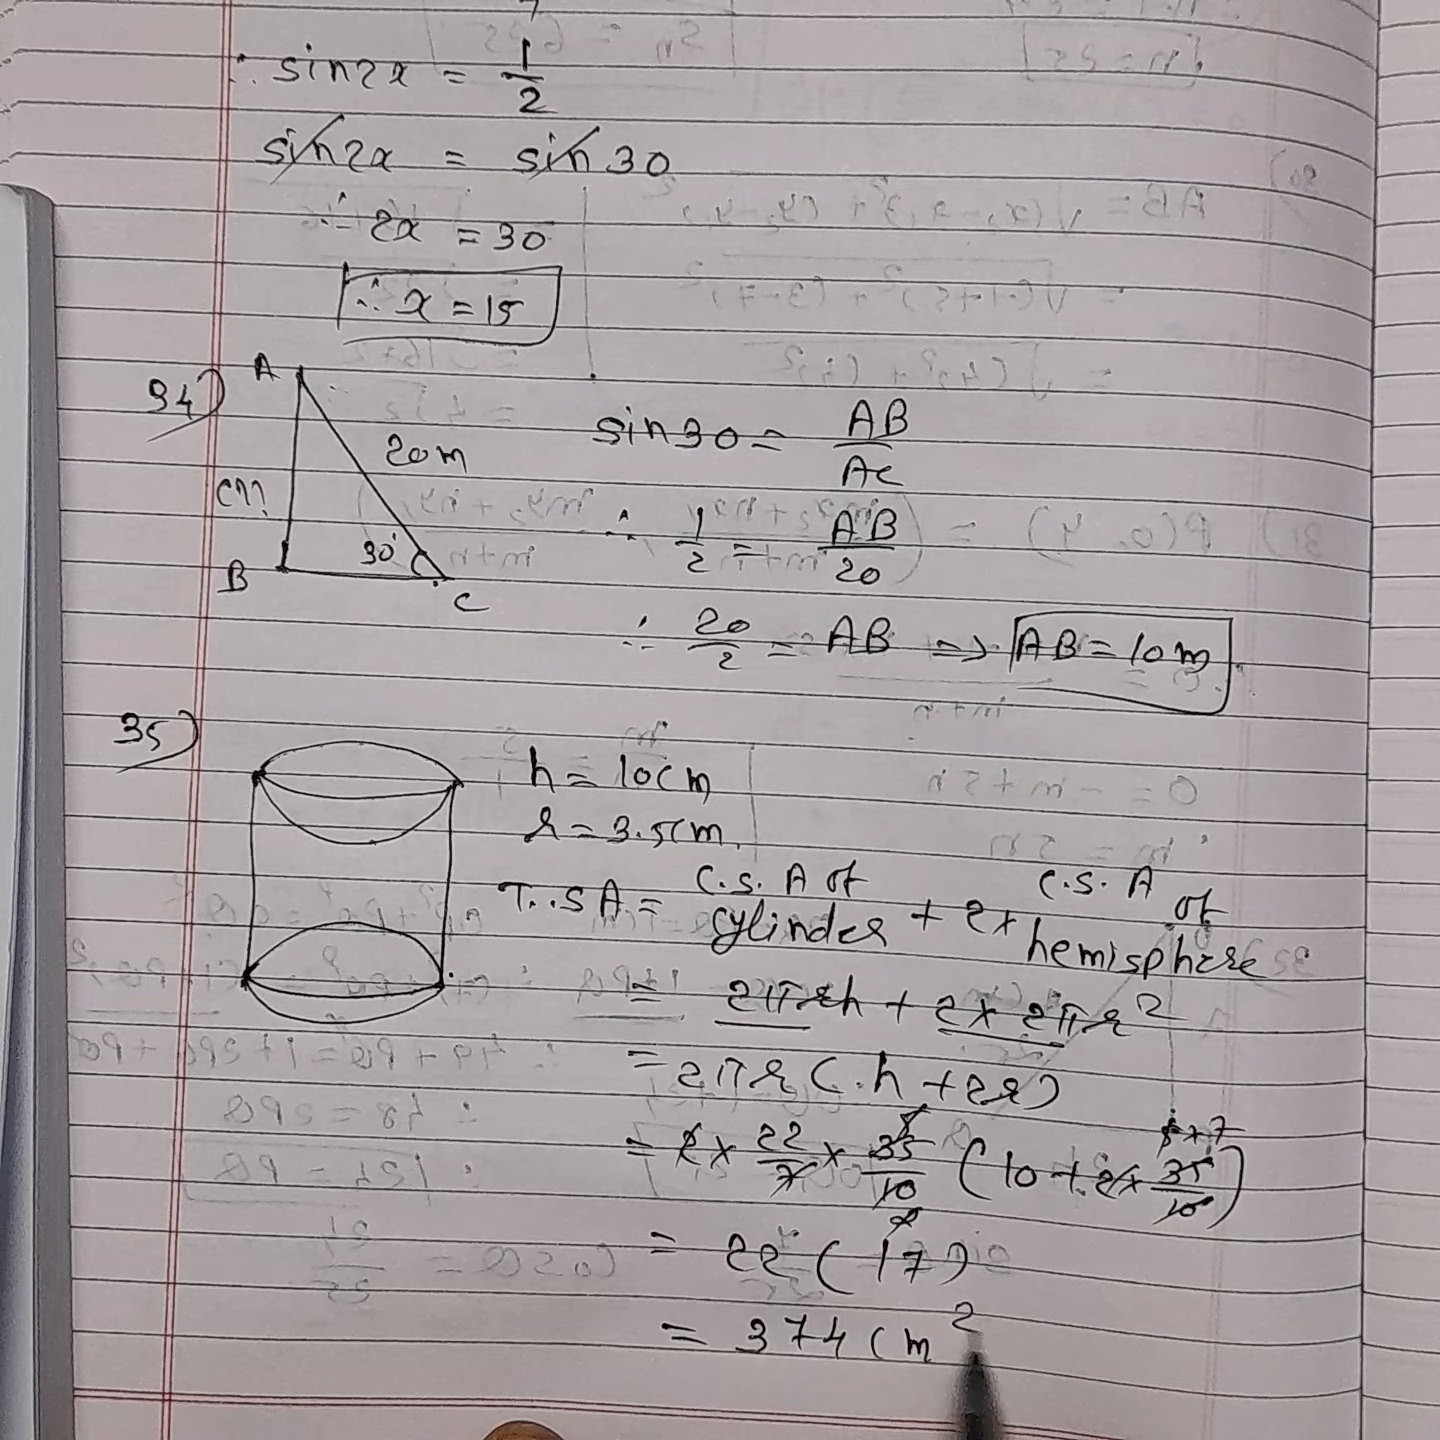 ∴ sin2x = 1/2
sin2x = sin30
∴ 2x = 30
∴ x = 15
34)
A
20m
B
30°
C
sin30 = AB/AC
∴ 1/2 = AB/20
∴ 20/2 = AB ⇒ AB = 10m
35)
h = 10cm
r = 3.5cm.
T.SA = C.S.A of cylinder + 2× C.S.A of hemisphere
= 2πrh + 2×2πr²
= 2πr(h+2r)
= 2 × 22/7 × 35/10 (10 + 2× 35/10)
= 22(17)
= 374 cm²